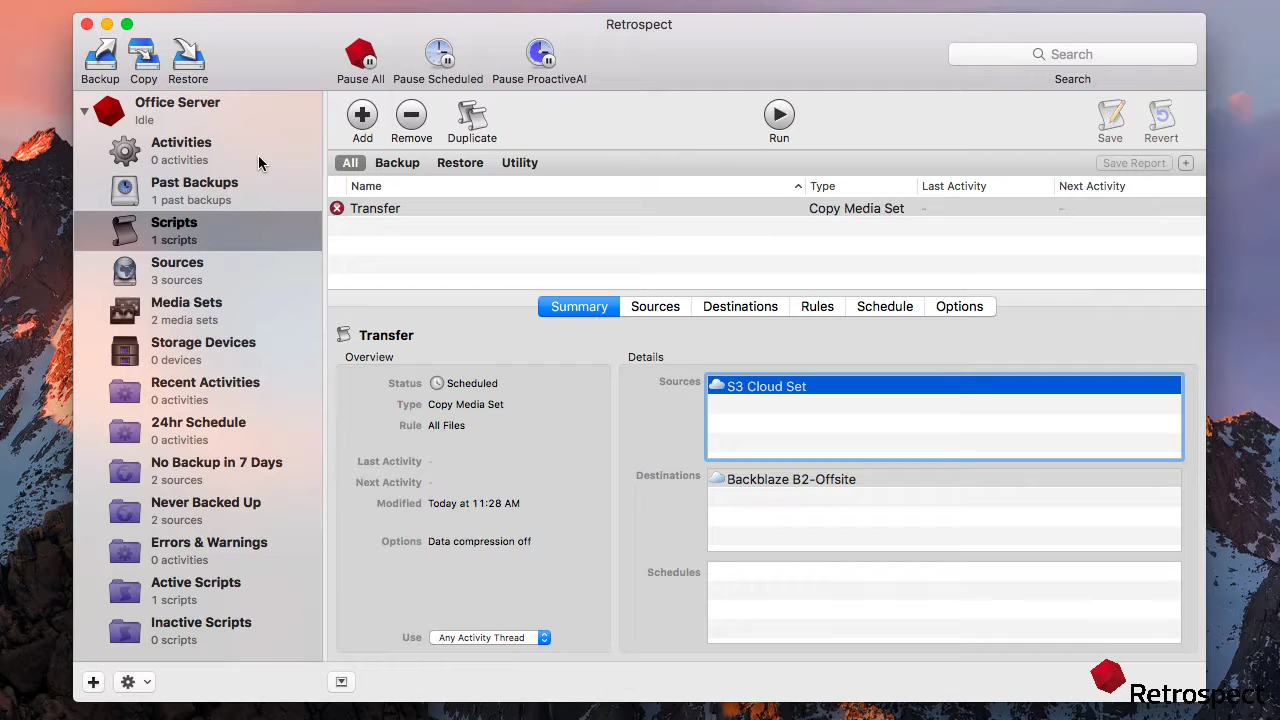 Retrospect
Backup Copy Restore
Pause All Pause Scheduled Pause ProactiveAI
Search
Search
Office Server
Idle
Activities
0 activities
Past Backups
1 past backups
Scripts
1 scripts
Sources
3 sources
Media Sets
2 media sets
Storage Devices
0 devices
Recent Activities
0 activities
24hr Schedule
0 activities
No Backup in 7 Days
2 sources
Never Backed Up
2 sources
Errors & Warnings
0 activities
Active Scripts
1 scripts
Inactive Scripts
0 scripts
Add Remove Duplicate Run Save Revert
All Backup Restore Utility Save Report +
Name Type Last Activity Next Activity
Transfer Copy Media Set - -
Summary Sources Destinations Rules Schedule Options
Transfer
Overview
Status Scheduled
Type Copy Media Set
Rule All Files
Last Activity -
Next Activity -
Modified Today at 11:28 AM
Options Data compression off
Use Any Activity Thread
Details
Sources S3 Cloud Set
Destinations Backblaze B2-Offsite
Schedules
Retrospect